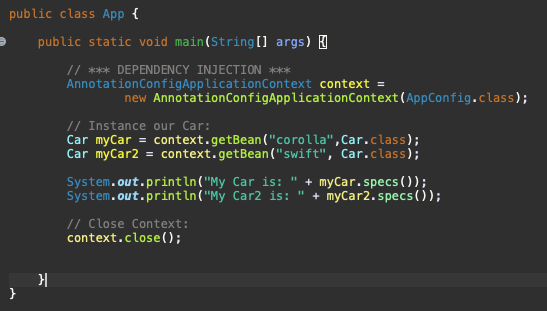 public class App {
public static void main(String[] args) {
// *** DEPENDENCY INJECTION ***
AnnotationConfigApplicationContext context =
new AnnotationConfigApplicationContext(AppConfig.class);
// Instance our Car:
Car myCar = context.getBean("corolla",Car.class);
Car myCar2 = context.getBean("swift", Car.class);
System.out.println("My Car is: " + myCar.specs());
System.out.println("My Car2 is: " + myCar2.specs());
// Close Context:
context.close();
}
}